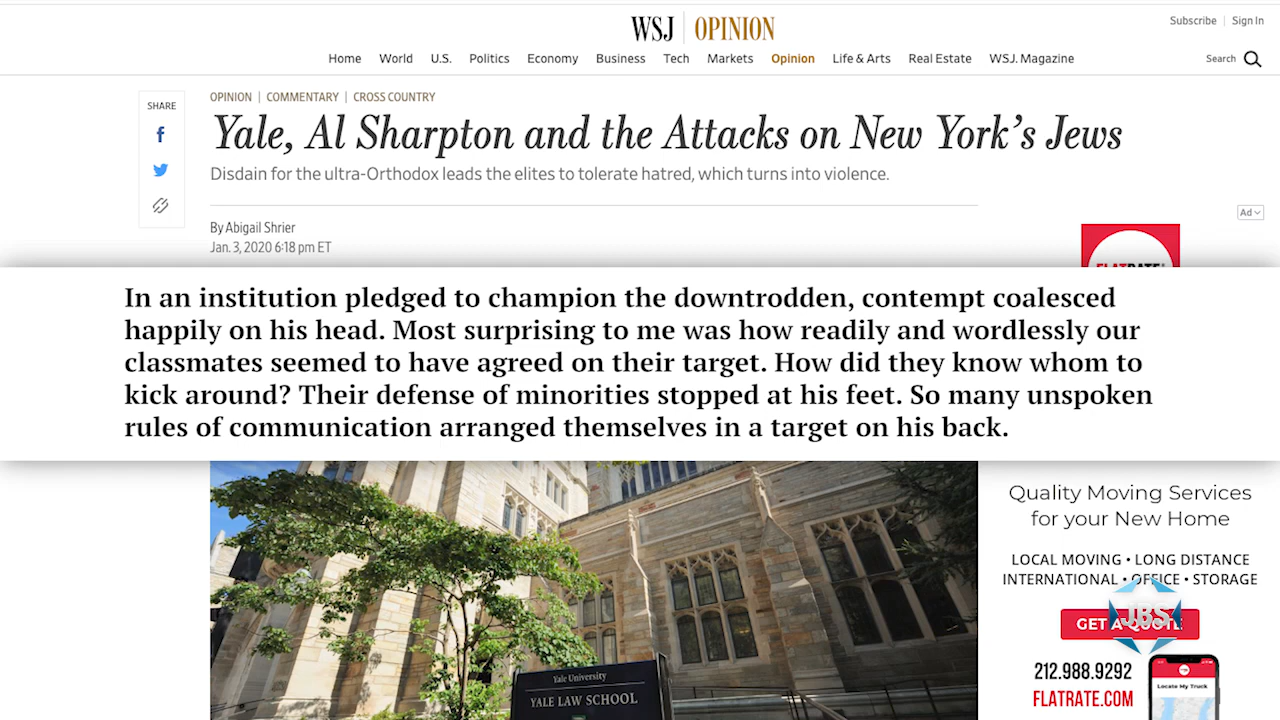 WSJ OPINION
Subscribe Sign In
Home World U.S. Politics Economy Business Tech Markets Opinion Life & Arts Real Estate WSJ. Magazine
Search
SHARE
OPINION | COMMENTARY | CROSS COUNTRY
Yale, Al Sharpton and the Attacks on New York's Jews
Disdain for the ultra-Orthodox leads the elites to tolerate hatred, which turns into violence.
By Abigail Shrier
Jan. 3, 2020 6:18 pm ET
Ad
FLATRATE
In an institution pledged to champion the downtrodden, contempt coalesced
happily on his head. Most surprising to me was how readily and wordlessly our
classmates seemed to have agreed on their target. How did they know whom to
kick around? Their defense of minorities stopped at his feet. So many unspoken
rules of communication arranged themselves in a target on his back.
Yale University
YALE LAW SCHOOL
Quality Moving Services
for your New Home
LOCAL MOVING • LONG DISTANCE
INTERNATIONAL • OFFICE • STORAGE
GET A QUOTE
JBS
212.988.9292
FLATRATE.COM
Locate My Truck